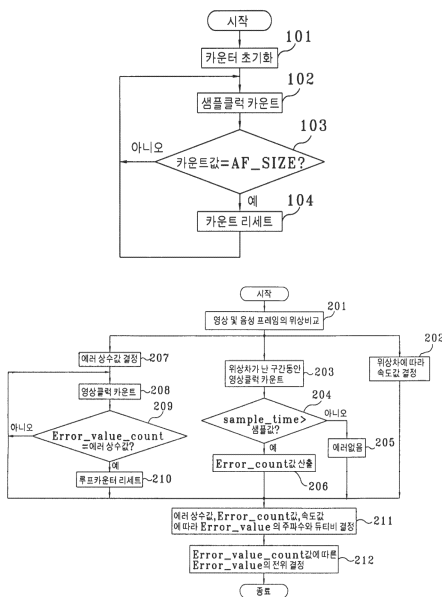 시작
101
카운터 초기화
102
샘플클럭 카운트
103
아니오
카운트값=AF_SIZE?
예
104
카운트 리세트
시작
201
영상 및 음성 프레임의 위상비교
202
에러 상수값 결정
207
203
위상차가 난 구간동안
영상클럭 카운트
위상차에 따라
속도값 결정
영상클럭 카운트
208
209
204
아니오
sample_time>
샘플값?
아니오
Error_value_count
=에러 상수값?
예
205
에러없음
예
Error_count값 산출
206
루프카운터 리세트
210
에러 상수값, Error_count값, 속도값
에 따라 Error_value 의 주파수와 듀티비 결정
211
Error_value_count값에 따른
Error_value의 전위 결정
212
종료